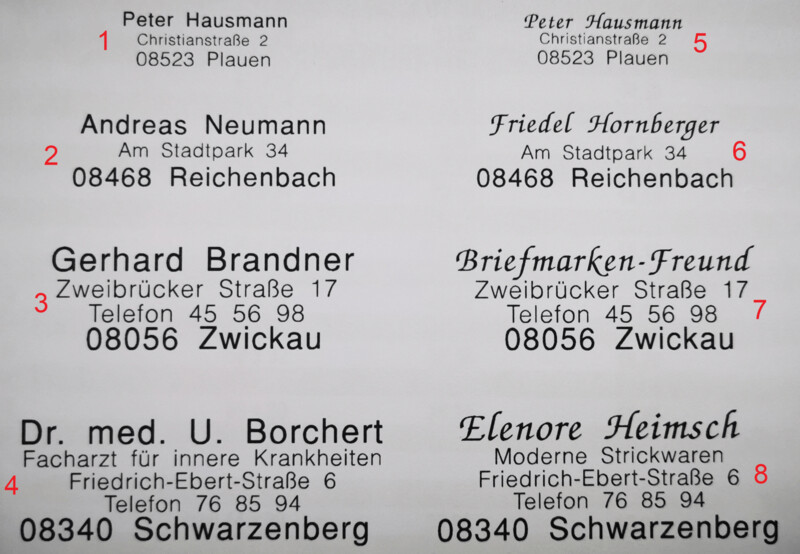 1
Peter Hausmann
Christianstraße 2
08523 Plauen
2
Andreas Neumann
Am Stadtpark 34
08468 Reichenbach
3
Gerhard Brandner
Zweibrücker Straße 17
Telefon 45 56 98
08056 Zwickau
4
Dr. med. U. Borchert
Facharzt für innere Krankheiten
Friedrich-Ebert-Straße 6
Telefon 76 85 94
08340 Schwarzenberg
5
Peter Hausmann
Christianstraße 2
08523 Plauen
6
Friedel Hornberger
Am Stadtpark 34
08468 Reichenbach
7
Briefmarken-Freund
Zweibrücker Straße 17
Telefon 45 56 98
08056 Zwickau
8
Elenore Heimsch
Moderne Strickwaren
Friedrich-Ebert-Straße 6
Telefon 76 85 94
08340 Schwarzenberg